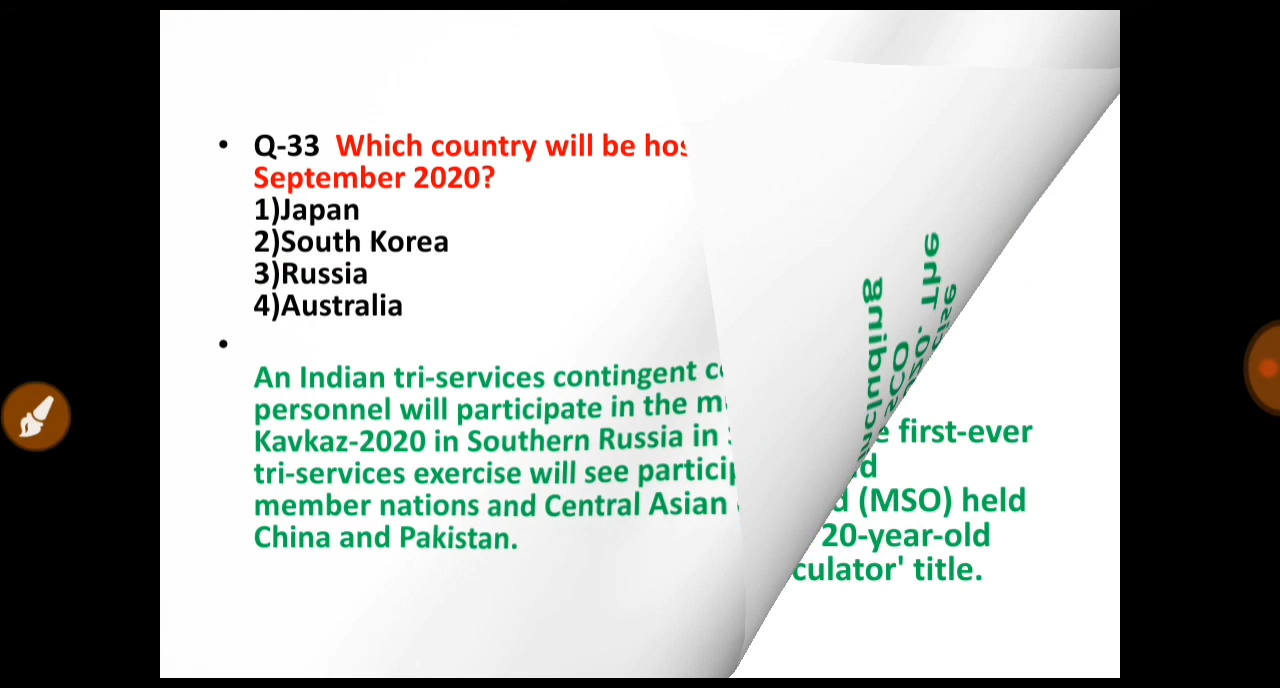 Q-33 Which country will be hos
September 2020?
1)Japan
2)South Korea
3)Russia
4)Australia
An Indian tri-services contingent
personnel will participate in the
Kavkaz-2020 in Southern Russia in
tri-services exercise will see particip
member nations and Central Asian
China and Pakistan.
The
including
first-ever
(MSO) held
20-year-old
culator' title.